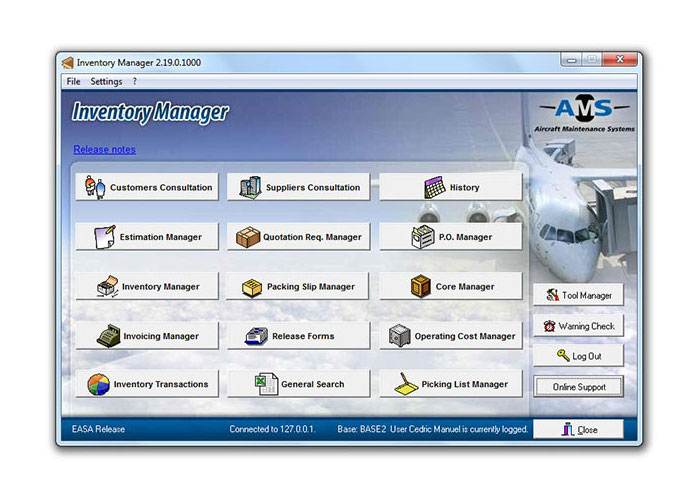 Inventory Manager 2.19.0.1000
File Settings ?
Inventory Manager
AMS
Aircraft Maintenance Systems
Release notes
Customers Consultation
Suppliers Consultation
History
Estimation Manager
Quotation Req. Manager
P.O. Manager
Inventory Manager
Packing Slip Manager
Core Manager
Tool Manager
Invoicing Manager
Release Forms
Operating Cost Manager
Warning Check
Log Out
Inventory Transactions
General Search
Picking List Manager
Online Support
EASA Release
Connected to 127.0.0.1.
Base: BASE2 User Cedric Manuel is currently logged.
Close